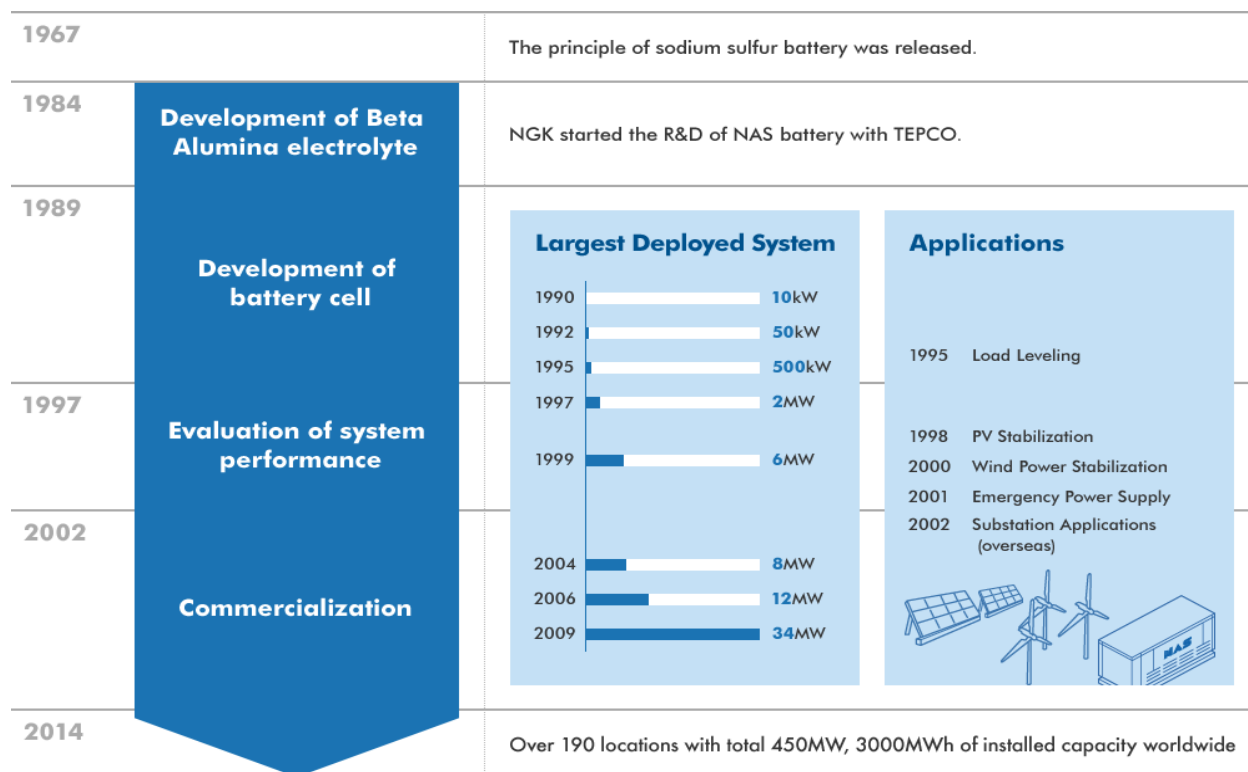 1967
The principle of sodium sulfur battery was released.
1984
Development of Beta
Alumina electrolyte
NGK started the R&D of NAS battery with TEPCO.
1989
Development of
battery cell
Largest Deployed System
1990 10kW
1992 50kW
1995 500kW
1997 2MW
1999 6MW
2004 8MW
2006 12MW
2009 34MW
Applications
1995 Load Leveling
1998 PV Stabilization
2000 Wind Power Stabilization
2001 Emergency Power Supply
2002 Substation Applications
(overseas)
NAS
1997
Evaluation of system
performance
2002
Commercialization
2014
Over 190 locations with total 450MW, 3000MWh of installed capacity worldwide